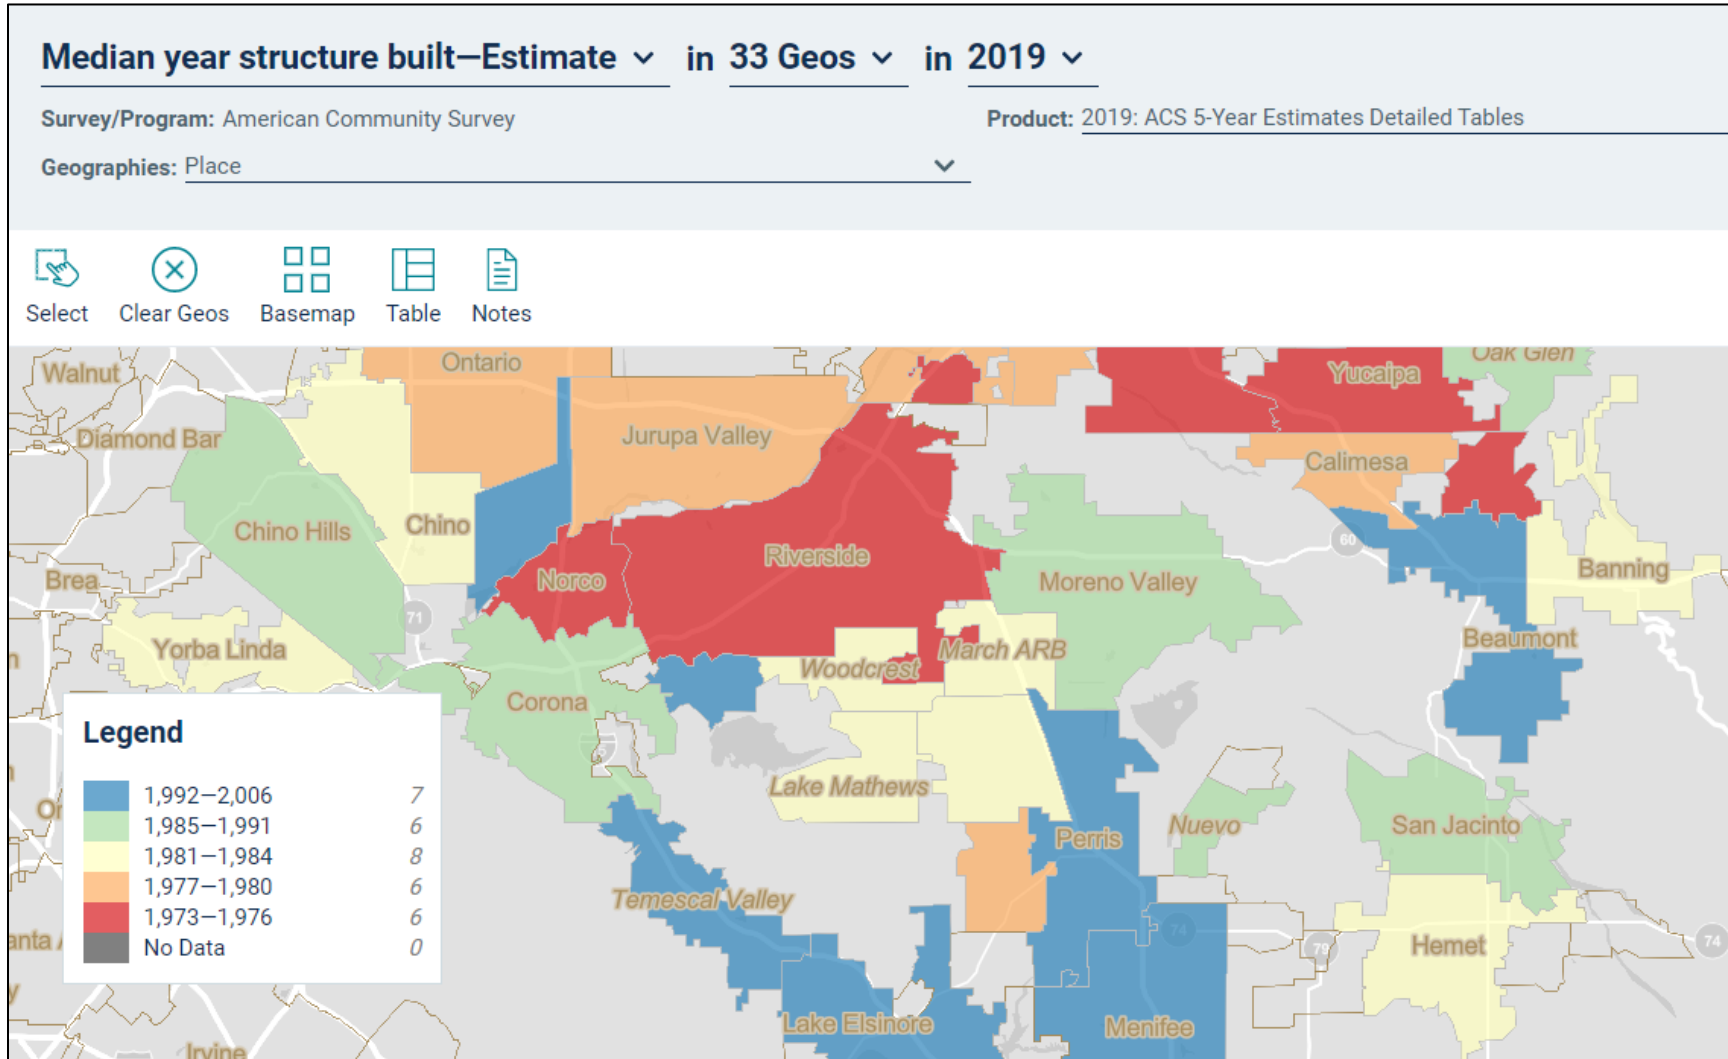 Median year structure built—Estimate in 33 Geos in 2019
Survey/Program: American Community Survey
Product: 2019: ACS 5-Year Estimates Detailed Tables
Geographies: Place
Select Clear Geos Basemap Table Notes
Walnut
Ontario
Oak Glen
Yucaipa
Diamond Bar
Jurupa Valley
Calimesa
Chino Hills
Chino
Riverside
60
Brea
Norco
Moreno Valley
Banning
71
Yorba Linda
Woodcrest
March ARB
Beaumont
Corona
Legend
1,992—2,006 7
1,985—1,991 6
1,981—1,984 8
1,977—1,980 6
1,973—1,976 6
No Data 0
Lake Mathews
Perris
Nuevo
San Jacinto
Temescal Valley
74
79
Hemet
74
Lake Elsinore
Menifee
Irvine